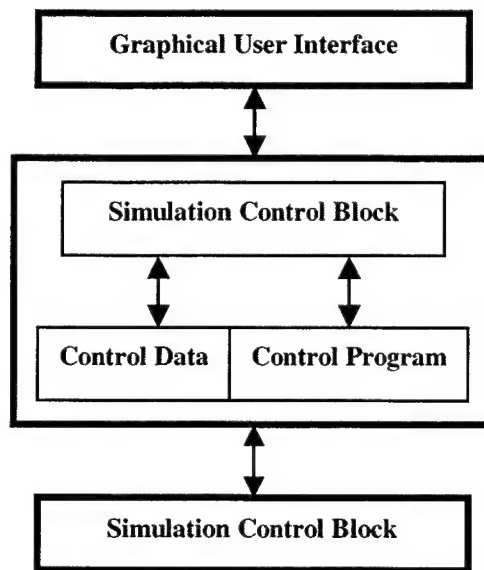 Graphical User Interface
Simulation Control Block
Control Data
Control Program
Simulation Control Block